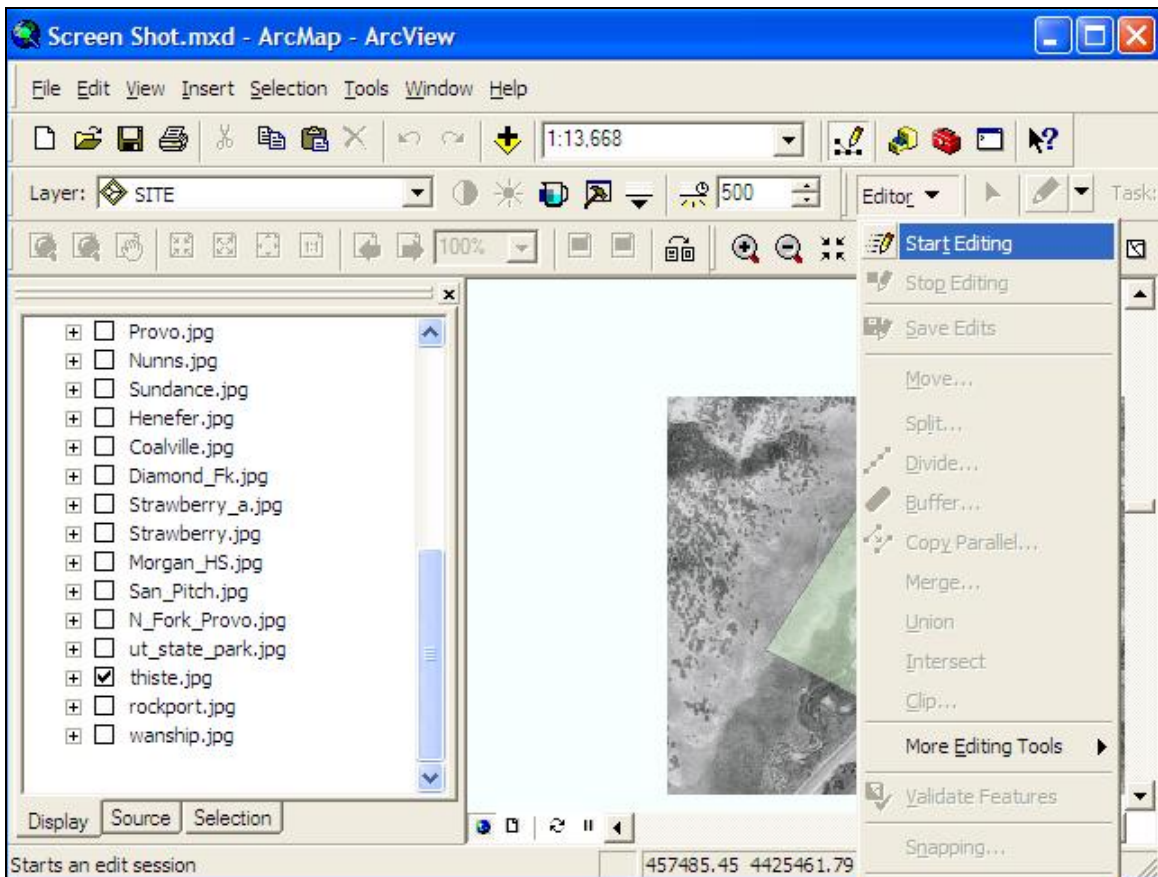 Screen Shot.mxd - ArcMap - ArcView
File Edit View Insert Selection Tools Window Help
1:13,668
Layer: SITE 500 Editor Task:
1:1 100%
Start Editing
Stop Editing
Save Edits
Move...
Split...
Divide...
Buffer...
Copy Parallel...
Merge...
Union
Intersect
Clip...
More Editing Tools
Validate Features
Snapping...
Provo.jpg
Nunns.jpg
Sundance.jpg
Henefer.jpg
Coalville.jpg
Diamond_Fk.jpg
Strawberry_a.jpg
Strawberry.jpg
Morgan_HS.jpg
San_Pitch.jpg
N_Fork_Provo.jpg
ut_state_park.jpg
thiste.jpg
rockport.jpg
wanship.jpg
Display Source Selection
Starts an edit session 457485.45 4425461.79